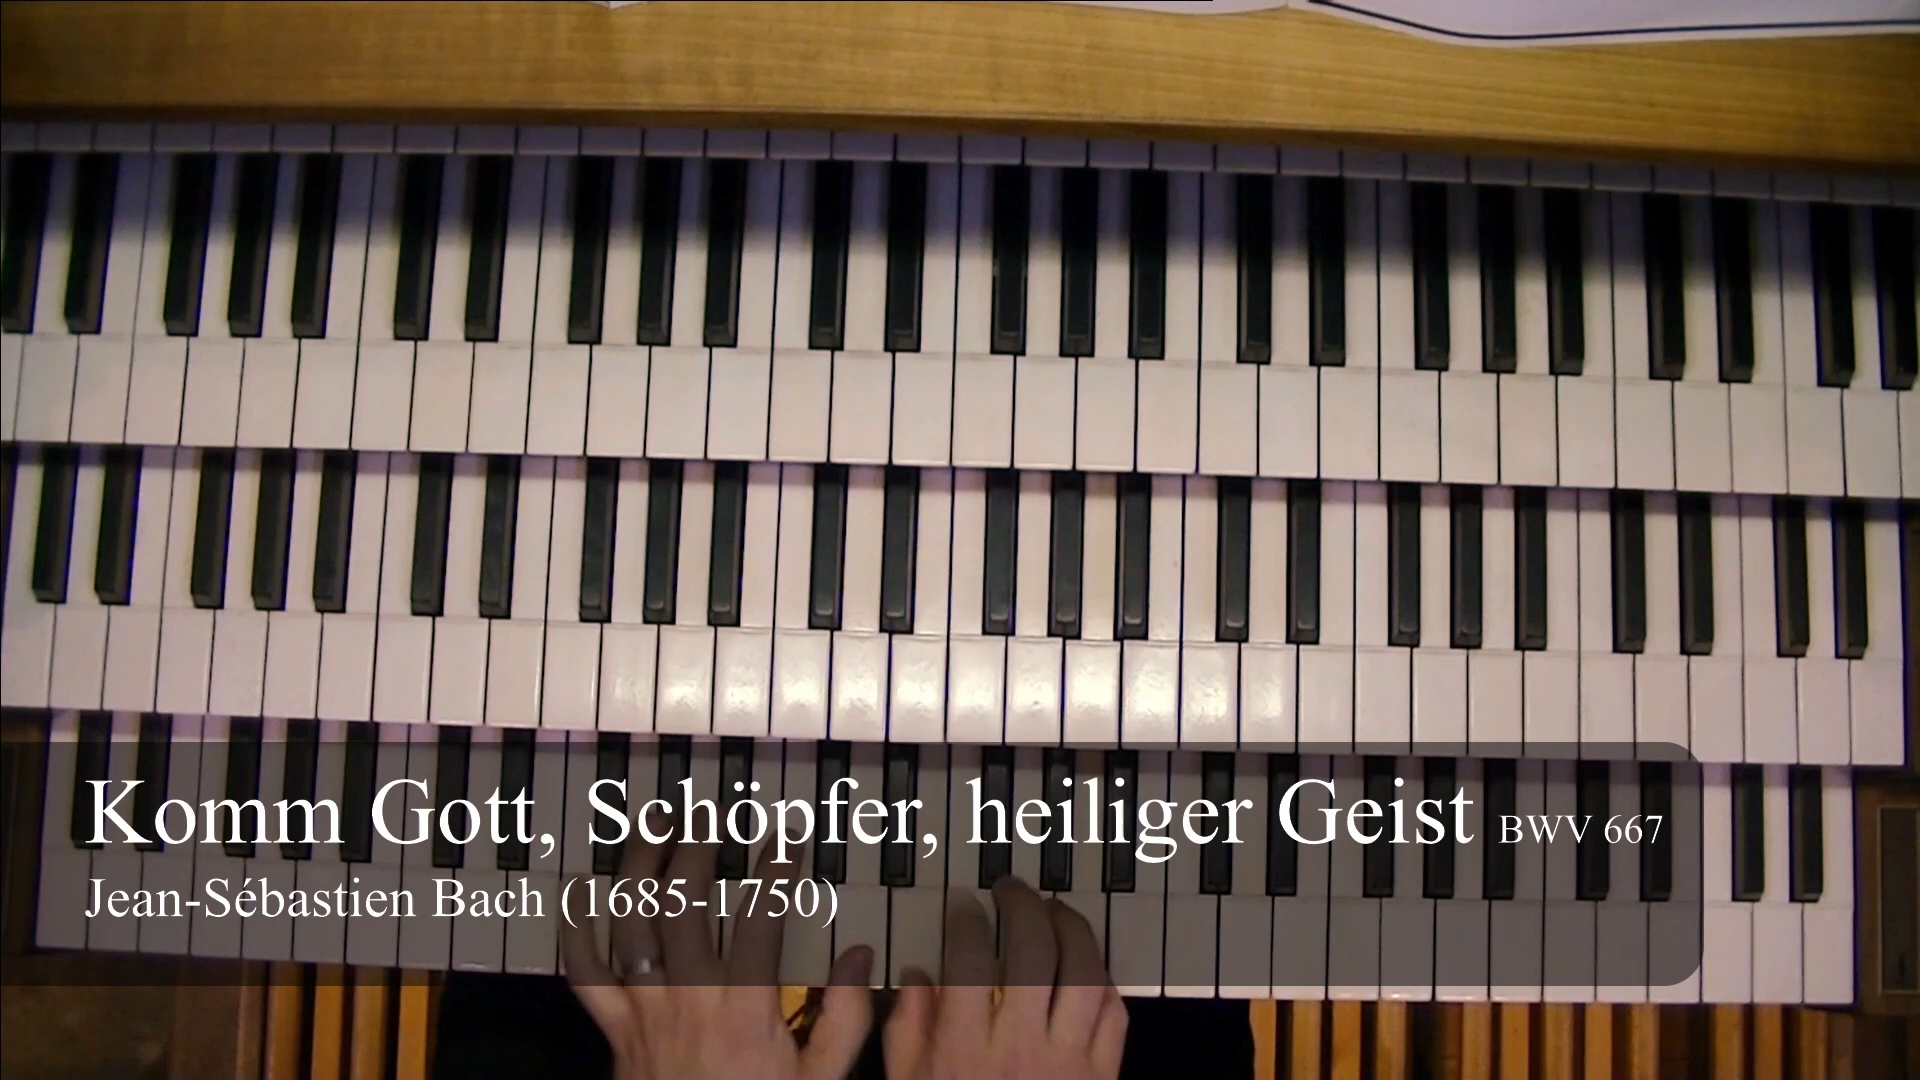 Komm Gott, Schöpfer, heiliger Geist BWV 667
Jean-Sébastien Bach (1685-1750)